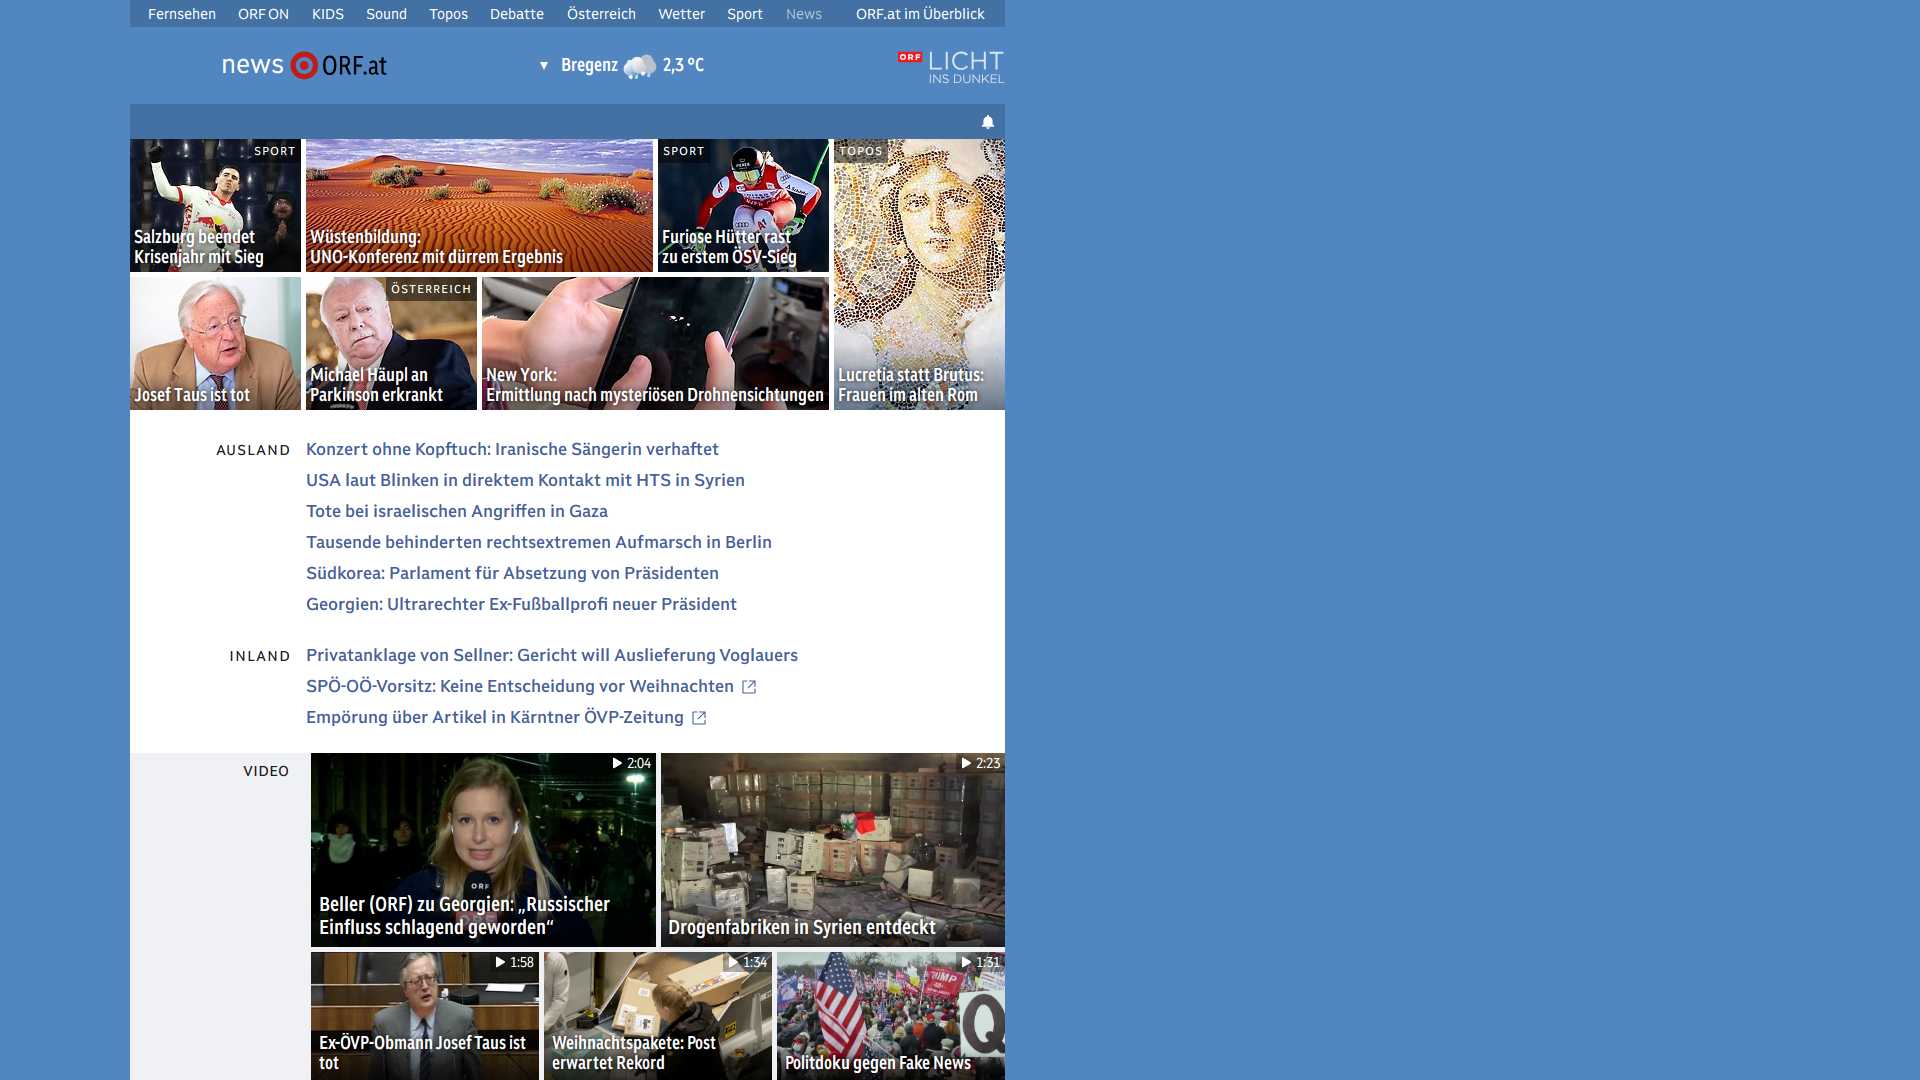 Fernsehen ORF ON KIDS Sound Topos Debatte Österreich Wetter Sport News ORF.at im Überblick
news ORF.at
Bregenz 2,3 °C
ORF LICHT
INS DUNKEL
SPORT
Salzburg beendet
Krisenjahr mit Sieg
Wüstenbildung:
UNO-Konferenz mit dürrem Ergebnis
SPORT
Furiose Hütter rast
zu erstem ÖSV-Sieg
TOPOS
Lucretia statt Brutus:
Frauen im alten Rom
Josef Taus ist tot
ÖSTERREICH
Michael Häupl an
Parkinson erkrankt
New York:
Ermittlung nach mysteriösen Drohnensichtungen
AUSLAND
Konzert ohne Kopftuch: Iranische Sängerin verhaftet
USA laut Blinken in direktem Kontakt mit HTS in Syrien
Tote bei israelischen Angriffen in Gaza
Tausende behinderten rechtsextremen Aufmarsch in Berlin
Südkorea: Parlament für Absetzung von Präsidenten
Georgien: Ultrarechter Ex-Fußballprofi neuer Präsident
INLAND
Privatanklage von Sellner: Gericht will Auslieferung Voglauers
SPÖ-OÖ-Vorsitz: Keine Entscheidung vor Weihnachten
Empörung über Artikel in Kärntner ÖVP-Zeitung
VIDEO
2:04
ORF
Beller (ORF) zu Georgien: „Russischer
Einfluss schlagend geworden“
2:23
Drogenfabriken in Syrien entdeckt
1:58
Ex-ÖVP-Obmann Josef Taus ist
tot
1:34
Weihnachtspakete: Post
erwartet Rekord
1:31
TRUMP
Q
Politdoku gegen Fake News